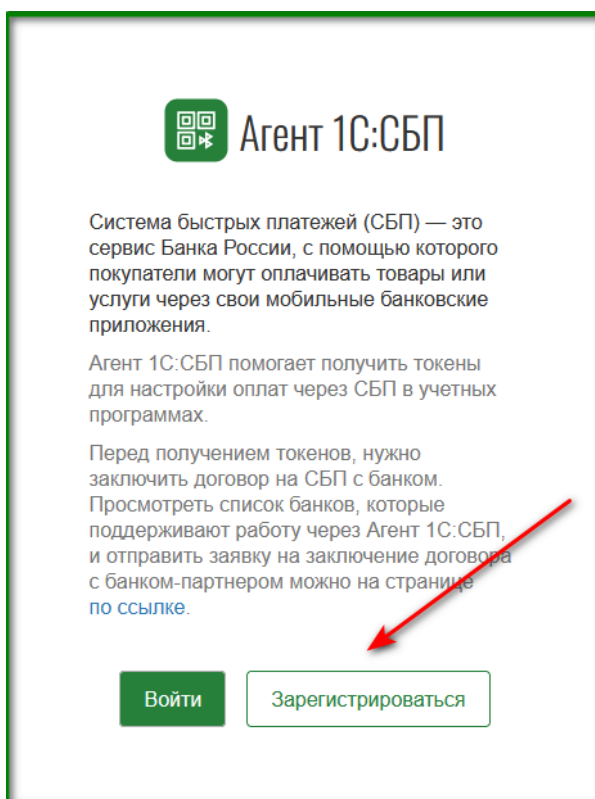 Агент 1С:СБП
Система быстрых платежей (СБП) — это
сервис Банка России, с помощью которого
покупатели могут оплачивать товары или
услуги через свои мобильные банковские
приложения.
Агент 1С:СБП помогает получить токены
для настройки оплат через СБП в учетных
программах.
Перед получением токенов, нужно
заключить договор на СБП с банком.
Просмотреть список банков, которые
поддерживают работу через Агент 1С:СБП,
и отправить заявку на заключение договора
с банком-партнером можно на странице
по ссылке.
Войти Зарегистрироваться